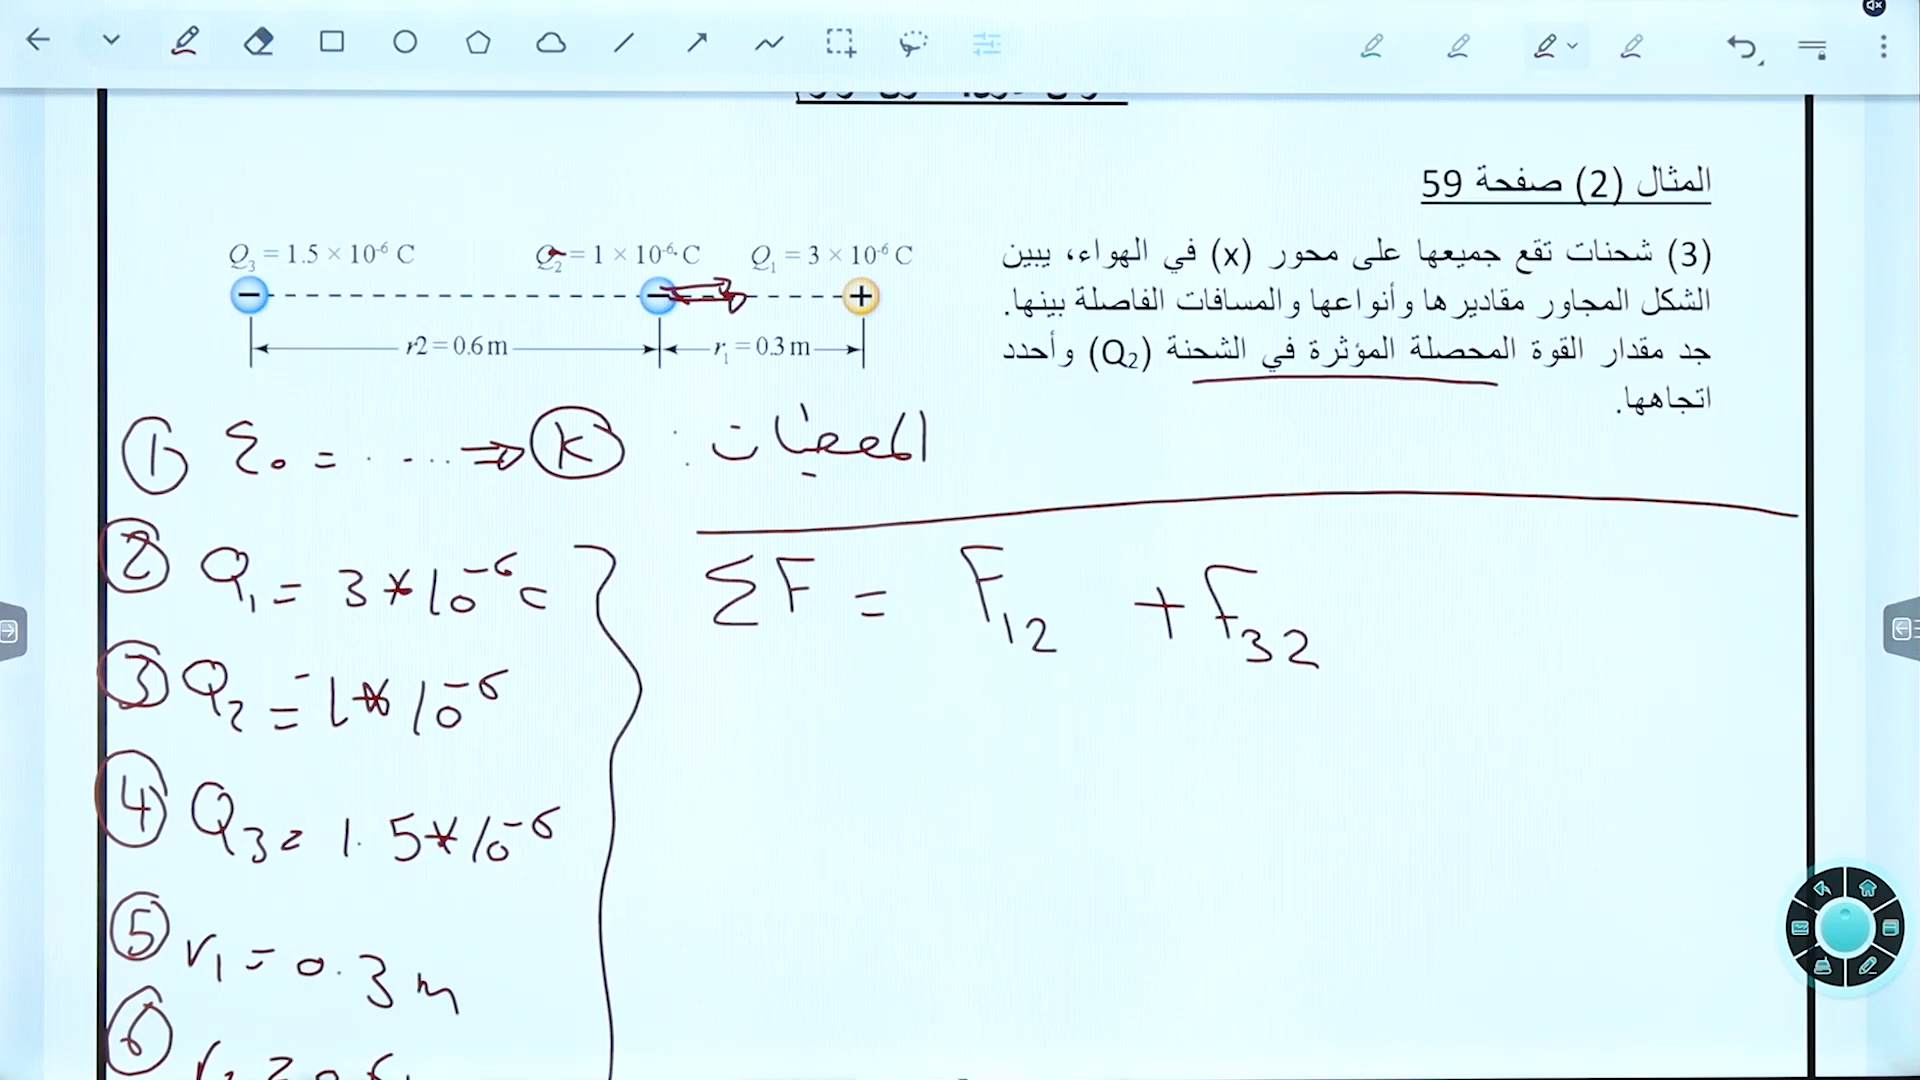 المثال (2) صفحة 59
(3) شحنات تقع جميعها على محور (x) في الهواء، يبين
الشكل المجاور مقاديرها وأنواعها والمسافات الفاصلة بينها.
جد مقدار القوة المحصلة المؤثرة في الشحنة (Q₂) وأحدد
اتجاهها.
Q₃ = 1.5 × 10⁻⁶ C
Q₂ = 1 × 10⁻⁶ C
Q₁ = 3 × 10⁻⁶ C
− − +
r2 = 0.6 m
r₁ = 0.3 m
المعطيات :
① ε₀ = ..... ⇒ K
② Q₁ = 3*10⁻⁶ c
③ Q₂ = 1*10⁻⁶
④ Q₃ = 1.5*10⁻⁶
⑤ r₁ = 0.3 m
⑥
ΣF = F₁₂ + F₃₂